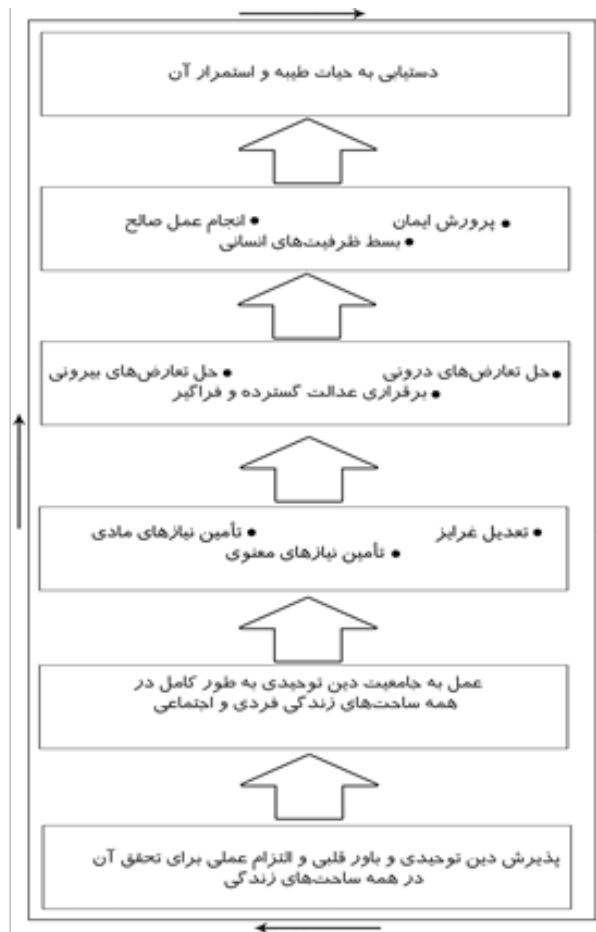 دستیابی به حیات طیبه و استمرار آن
• پرورش ایمان • انجام عمل صالح
• بسط ظرفیت‌های انسانی
• حل تعارض‌های درونی • حل تعارض‌های بیرونی
• برقراری عدالت گسترده و فراگیر
• تعدیل غرایز • تأمین نیازهای مادی
• تأمین نیازهای معنوی
عمل به جامعیت دین توحیدی به طور کامل در
همه ساحت‌های زندگی فردی و اجتماعی
پذیرش دین توحیدی و باور قلبی و التزام عملی برای تحقق آن
در همه ساحت‌های زندگی